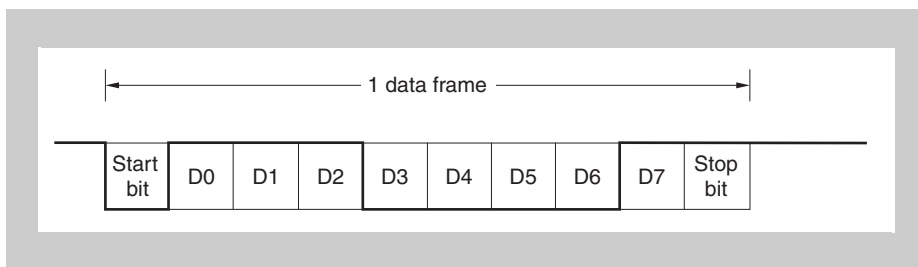 1 data frame
Start
bit
D0
D1
D2
D3
D4
D5
D6
D7
Stop
bit